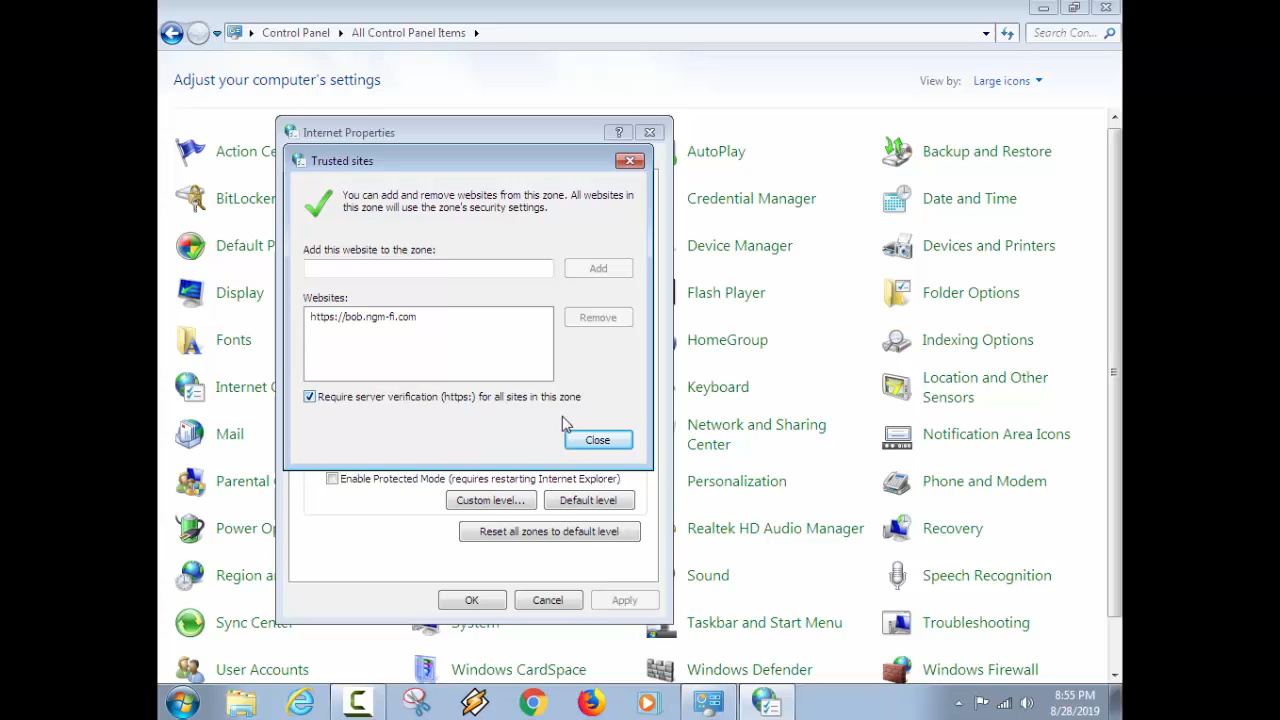 Control Panel ▸ All Control Panel Items ▸
Search Con...
Adjust your computer's settings
View by: Large icons
Action Ce
AutoPlay
Backup and Restore
BitLocker
Credential Manager
Date and Time
Default P
Device Manager
Devices and Printers
Display
Flash Player
Folder Options
Fonts
HomeGroup
Indexing Options
Internet O
Keyboard
Location and Other
Sensors
Mail
Network and Sharing
Center
Notification Area Icons
Parental
Personalization
Phone and Modem
Power Op
Realtek HD Audio Manager
Recovery
Region a
Sound
Speech Recognition
Sync Center
System
Taskbar and Start Menu
Troubleshooting
User Accounts
Windows CardSpace
Windows Defender
Windows Firewall
Internet Properties
?
Trusted sites
You can add and remove websites from this zone. All websites in
this zone will use the zone's security settings.
Add this website to the zone:
Add
Websites:
https://bob.ngm-fi.com
Remove
Require server verification (https:) for all sites in this zone
Close
Enable Protected Mode (requires restarting Internet Explorer)
Custom level... Default level
Reset all zones to default level
OK Cancel Apply
8:55 PM
8/28/2019